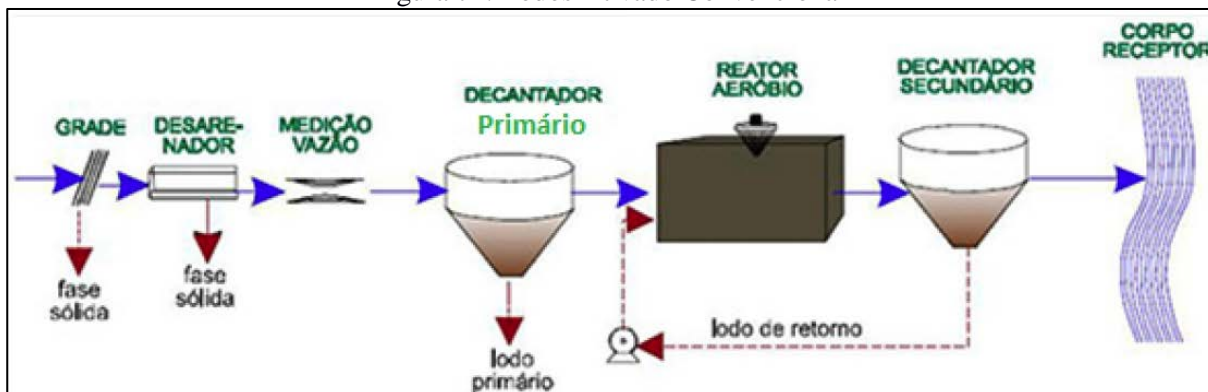 GRADE
DESARE-
NADOR
MEDIÇÃO
VAZÃO
DECANTADOR
Primário
REATOR
AERÓBIO
DECANTADOR
SECUNDÁRIO
CORPO
RECEPTOR
fase
sólida
fase
sólida
lodo
primário
lodo de retorno